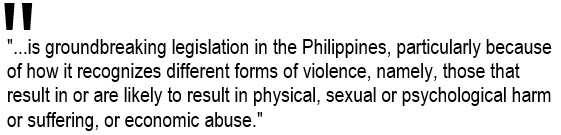 "
"...is groundbreaking legislation in the Philippines, particularly because
of how it recognizes different forms of violence, namely, those that
result in or are likely to result in physical, sexual or psychological harm
or suffering, or economic abuse."